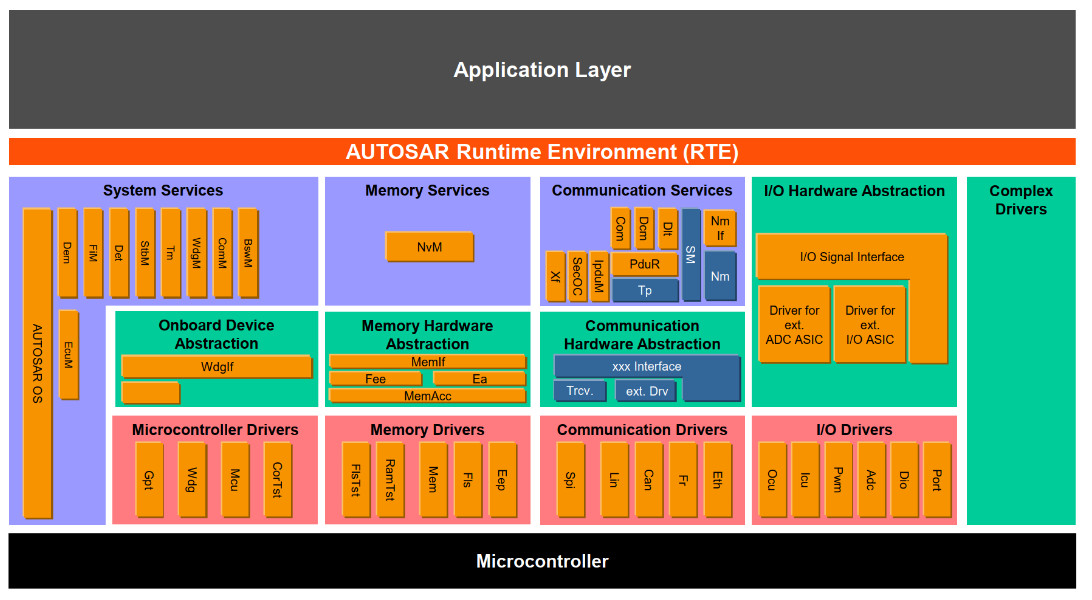 Application Layer
AUTOSAR Runtime Environment (RTE)
System Services
AUTOSAR OS
Dem
FiM
Det
StbM
Tm
WdgM
ComM
BswM
EcuM
Memory Services
NvM
Communication Services
Com
Dcm
Dlt
SM
Nm
If
Xf
SecOC
IpduM
PduR
Tp
Nm
I/O Hardware Abstraction
I/O Signal Interface
Driver for
ext.
ADC ASIC
Driver for
ext.
I/O ASIC
Complex
Drivers
Onboard Device
Abstraction
WdgIf
Memory Hardware
Abstraction
MemIf
Fee
Ea
MemAcc
Communication
Hardware Abstraction
xxx Interface
Trcv.
ext. Drv
Microcontroller Drivers
Gpt
Wdg
Mcu
CorTst
Memory Drivers
FlsTst
RamTst
Mem
Fls
Eep
Communication Drivers
Spi
Lin
Can
Fr
Eth
I/O Drivers
Ocu
Icu
Pwm
Adc
Dio
Port
Microcontroller